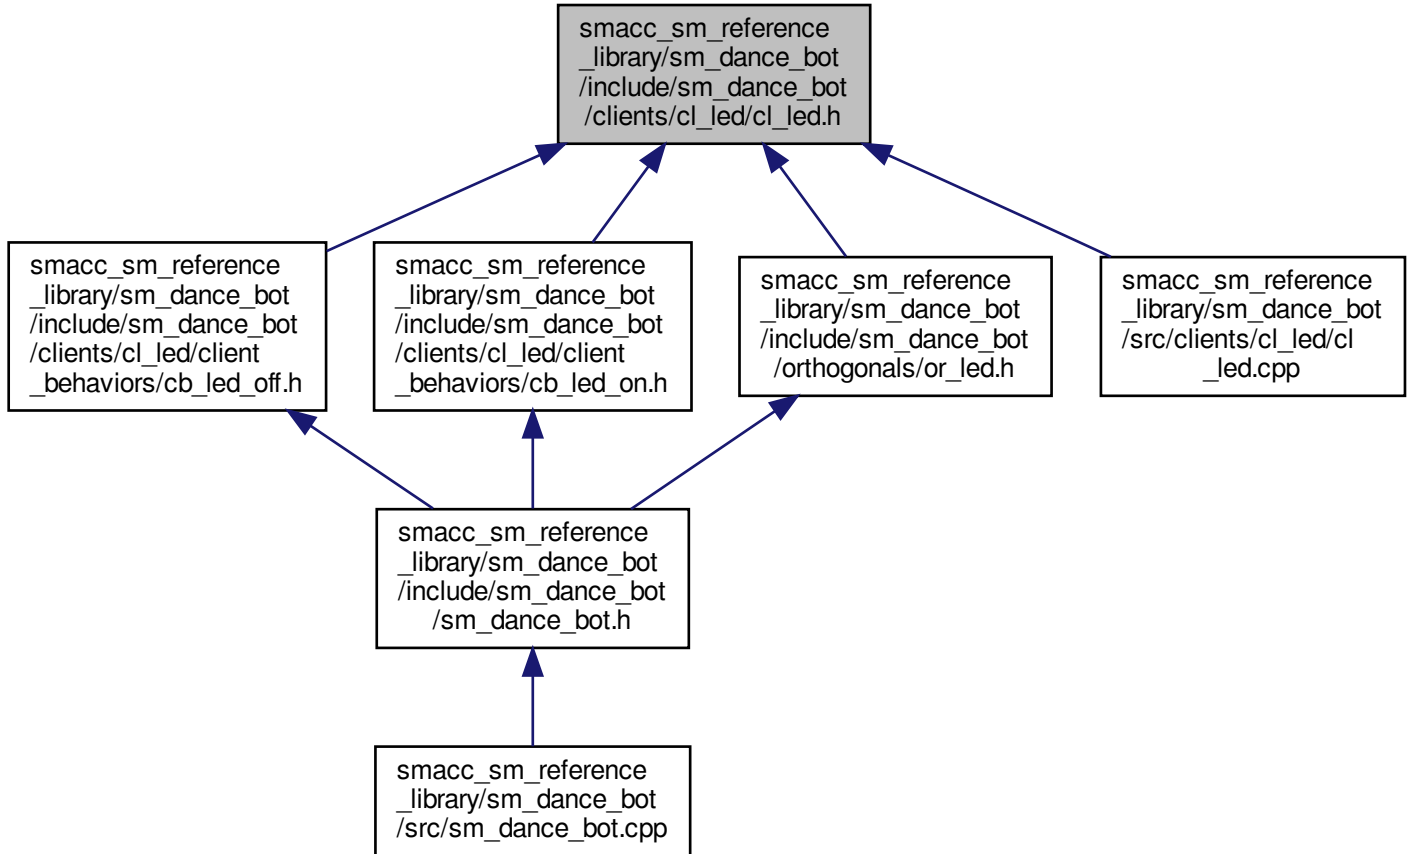 smacc_sm_reference
_library/sm_dance_bot
/include/sm_dance_bot
/clients/cl_led/cl_led.h
smacc_sm_reference
_library/sm_dance_bot
/include/sm_dance_bot
/clients/cl_led/client
_behaviors/cb_led_off.h
smacc_sm_reference
_library/sm_dance_bot
/include/sm_dance_bot
/clients/cl_led/client
_behaviors/cb_led_on.h
smacc_sm_reference
_library/sm_dance_bot
/include/sm_dance_bot
/orthogonals/or_led.h
smacc_sm_reference
_library/sm_dance_bot
/src/clients/cl_led/cl
_led.cpp
smacc_sm_reference
_library/sm_dance_bot
/include/sm_dance_bot
/sm_dance_bot.h
smacc_sm_reference
_library/sm_dance_bot
/src/sm_dance_bot.cpp